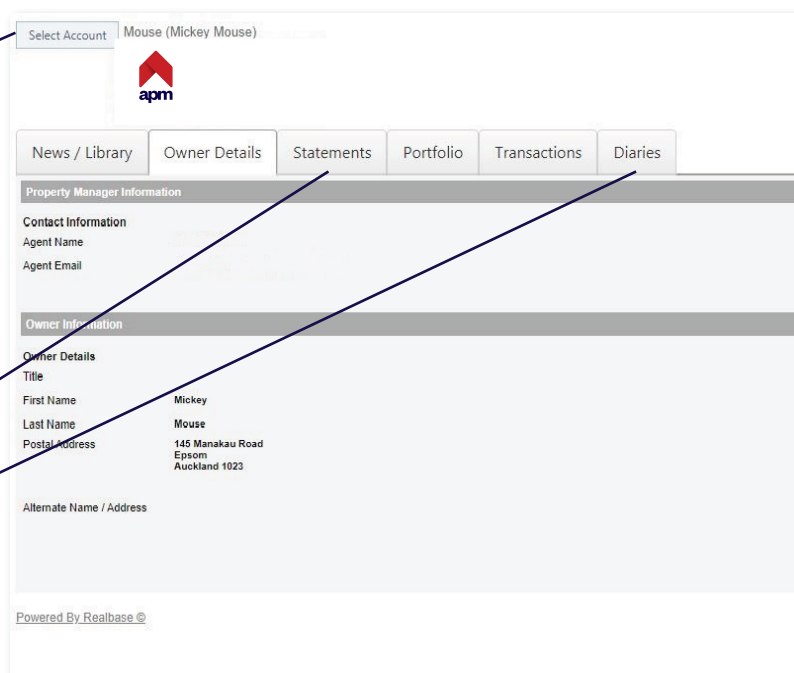 Select Account Mouse (Mickey Mouse)
apm
News / Library Owner Details Statements Portfolio Transactions Diaries
Property Manager Information
Contact Information
Agent Name
Agent Email
Owner Information
Owner Details
Title
First Name Mickey
Last Name Mouse
Postal Address 145 Manakau Road
Epsom
Auckland 1023
Alternate Name / Address
Powered By Realbase ©